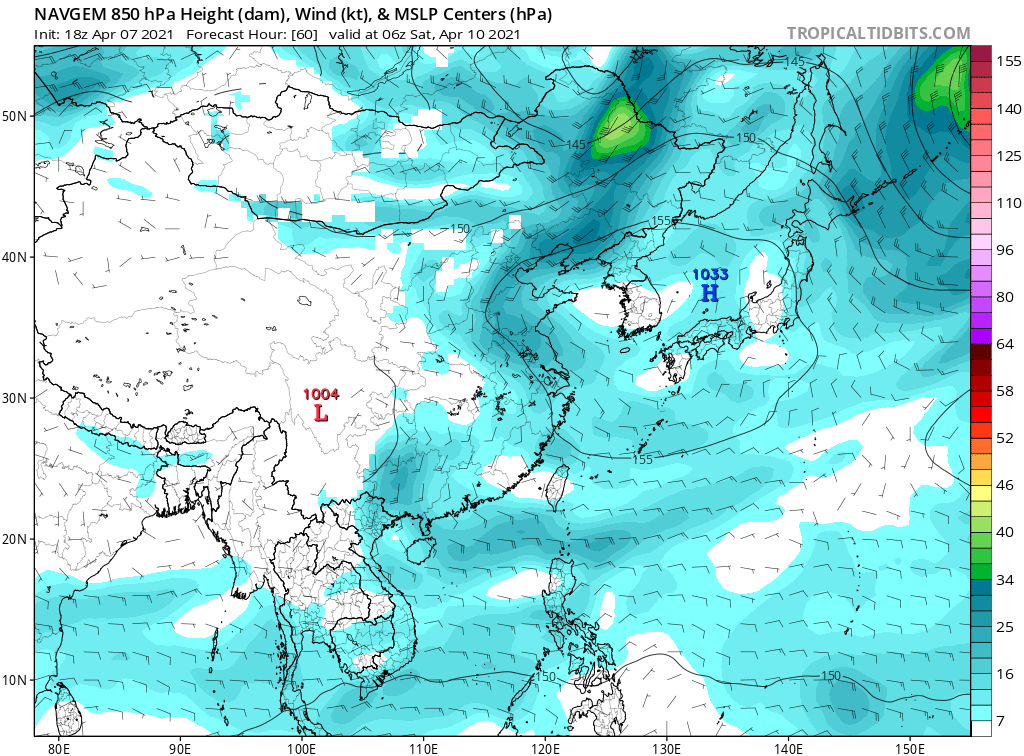 NAVGEM 850 hPa Height (dam), Wind (kt), & MSLP Centers (hPa)
Init: 18z Apr 07 2021 Forecast Hour: [60] valid at 06z Sat, Apr 10 2021
TROPICALTIDBITS.COM
145
155
50N
145
150
140
125
110
150
155
40N
96
1033
H
80
64
30N
1004
L
58
155
52
46
20N
40
34
25
10N
150
150
16
7
80E
90E
100E
110E
120E
130E
140E
150E